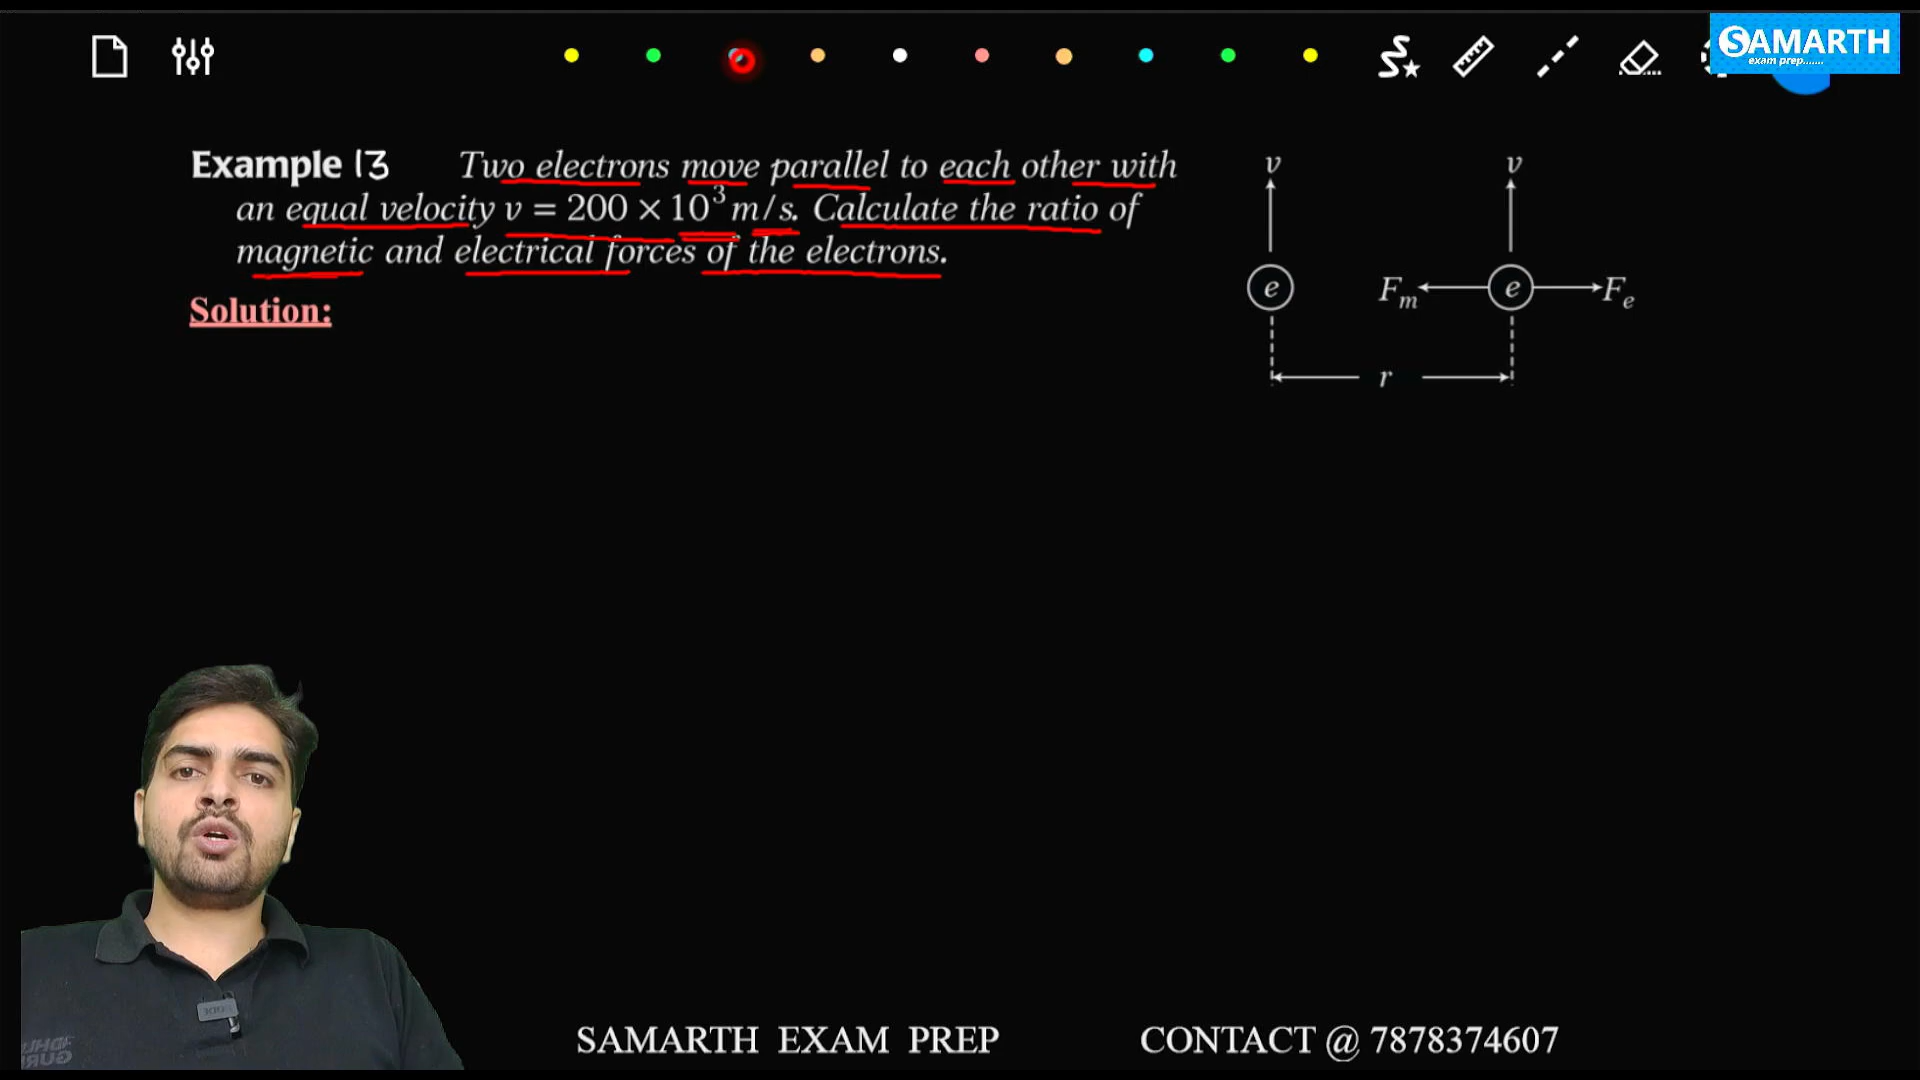 SAMARTH
exam prep.......
Example 13 Two electrons move parallel to each other with
an equal velocity v = 200 × 10³ m/s. Calculate the ratio of
magnetic and electrical forces of the electrons.
Solution:
v v
e Fm e Fe
r
SAMARTH EXAM PREP CONTACT @ 7878374607